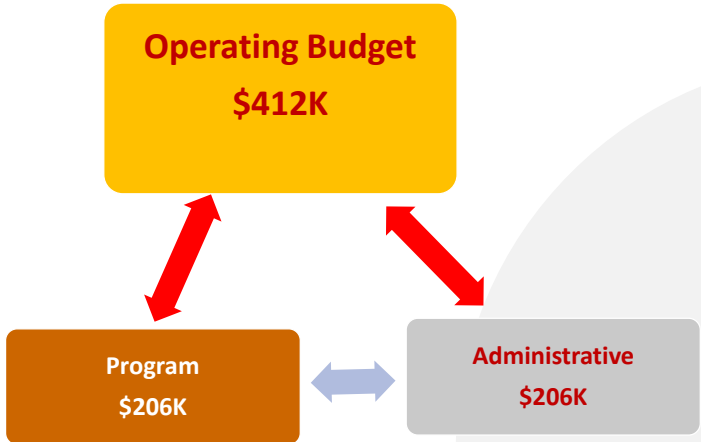 Operating Budget
$412K
Program
$206K
Administrative
$206K